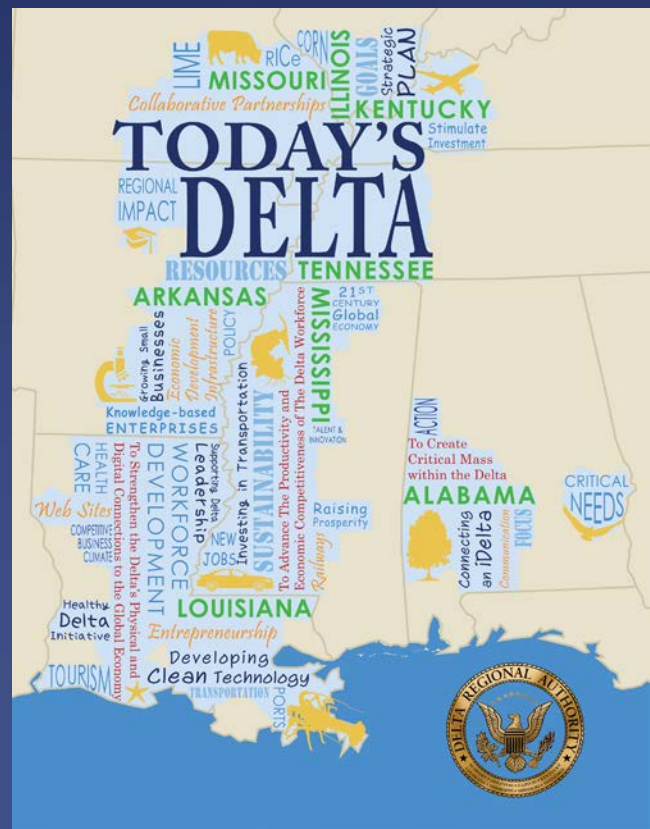 LIME
RICe
CORN
ILLINOIS
GOALS
Strategic
PLAN
MISSOURI
Collaborative Partnerships
KENTUCKY
Stimulate
Investment
TODAY'S
DELTA
REGIONAL
IMPACT
RESOURCES
TENNESSEE
ARKANSAS
MISSISSIPPI
21ST
CENTURY
Global
ECONOMY
Growing Small
Businesses
Economic
Development
Infrastructure
POLICY
Knowledge-based
ENTERPRISES
Investing in Transportation
SUSTAINABILITY
To Advance The Productivity and
Economic Competitiveness of The Delta Workforce
TALENT &
INNOVATION
ACTION
To Create
Critical Mass
within the Delta
ALABAMA
CRITICAL
NEEDS
HEALTH
CARE
To Strengthen the Delta's Physical and
Digital Connections to the Global Economy
WORKFORCE
DEVELOPMENT
Supporting Delta
Leadership
Web Sites
COMPETITIVE
BUSINESS
CLIMATE
NEW
JOBS
Raising
Prosperity
Railways
Connecting
an iDelta
Communication
FOCUS
Healthy
Delta
Initiative
LOUISIANA
Entrepreneurship
Developing
Clean Technology
TOURISM
TRANSPORTATION
PORTS
DELTA REGIONAL AUTHORITY